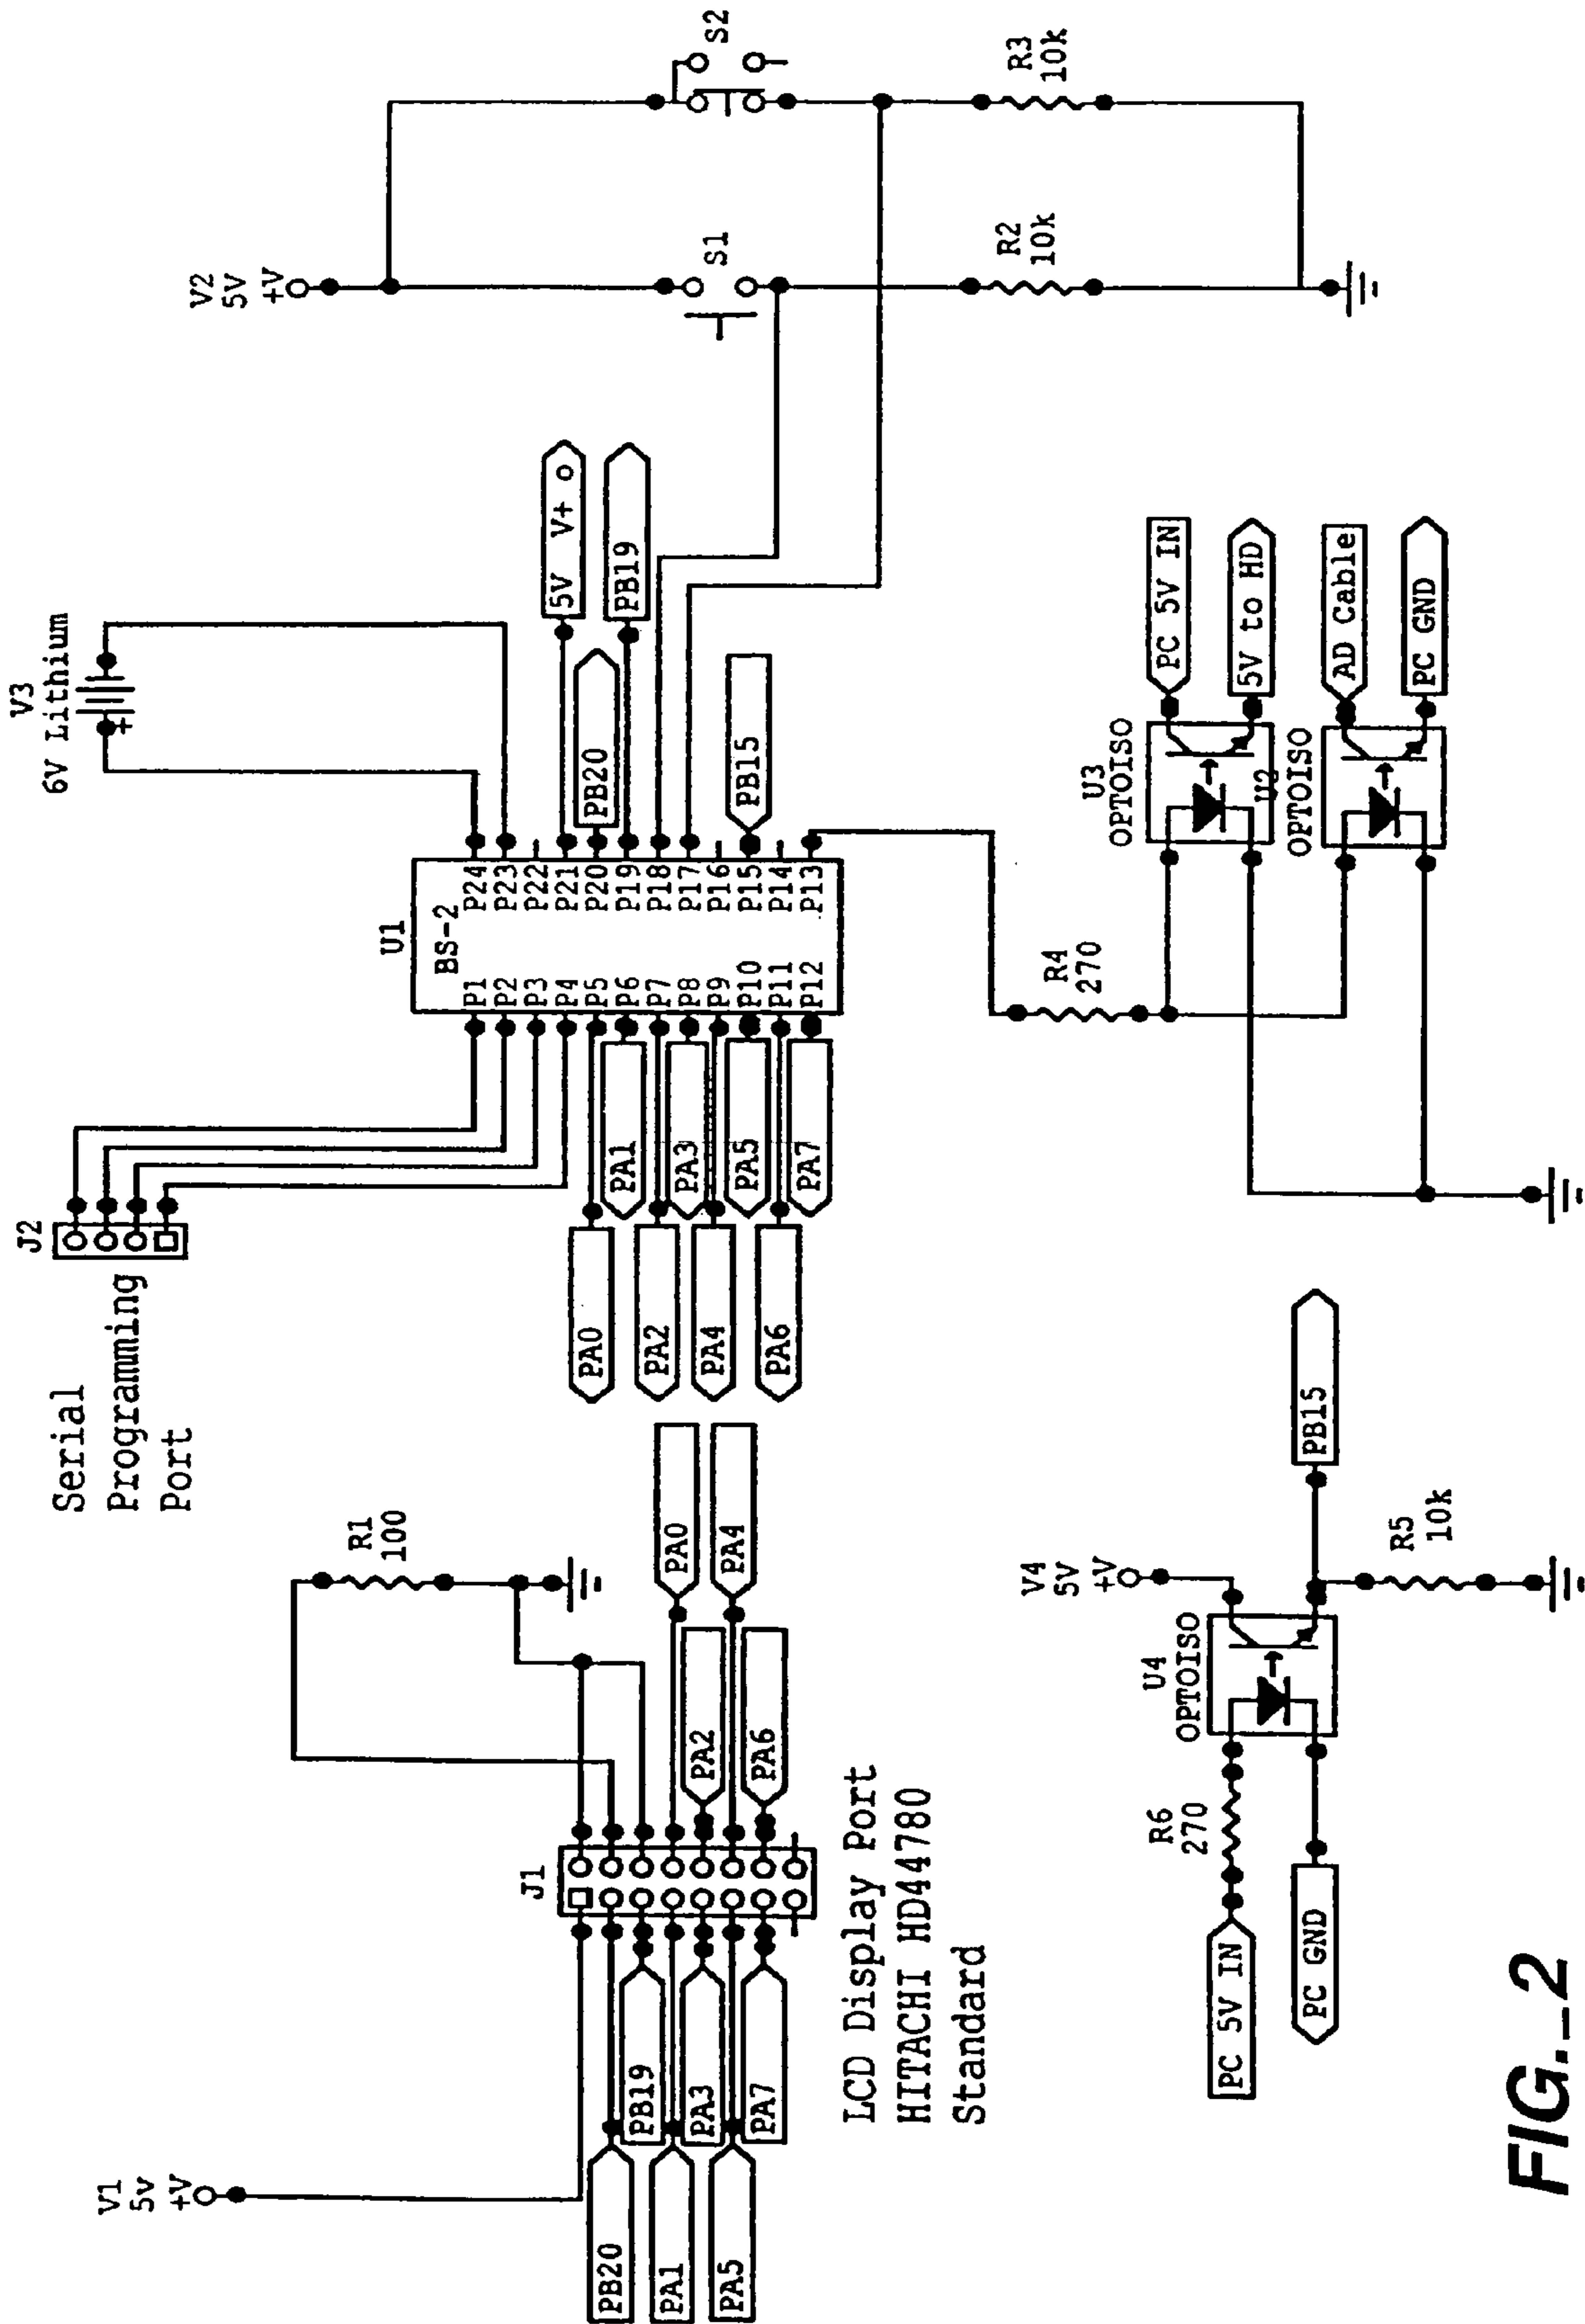 V1
5v
+V
J1
R1
100
PB20
PB19
PA1
PA3
PA5
PA7
PA0
PA2
PA4
PA6
LCD Display Port
HITACHI HD44780
Standard
Serial
Programming
Port
J2
V3
6V Lithium
+
U1
BS-2
P1
P2
P3
P4
P5
P6
P7
P8
P9
P10
P11
P12
P24
P23
P22
P21
P20
P19
P18
P17
P16
P15
P14
P13
PA0
PA1
PA2
PA3
PA4
PA5
PA6
PA7
5V V+
PB20
PB19
PB15
V2
5V
+V
S1
S2
R2
10k
R3
10k
PC 5V IN
PC GND
R6
270
U4
OPTOISO
V4
5V
+V
PB15
R5
10k
R4
270
U3
OPTOISO
U2
OPTOISO
PC 5V IN
5V to HD
AD Cable
PC GND
FIG._2